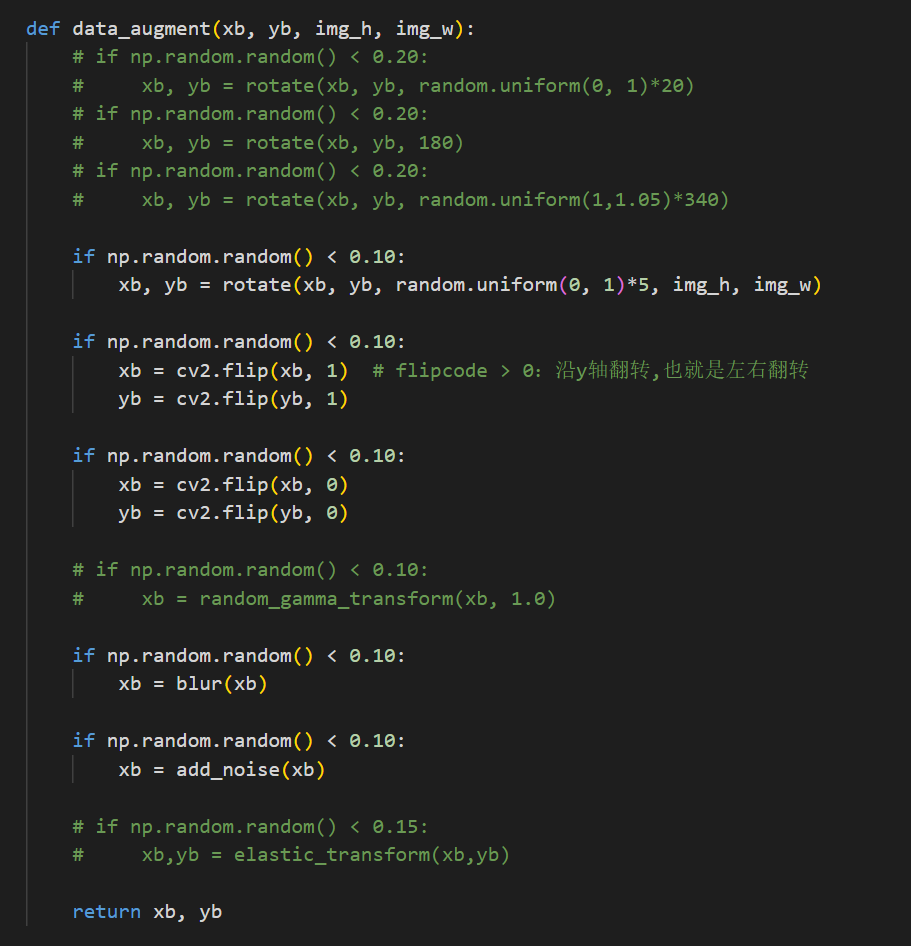 def data_augment(xb, yb, img_h, img_w):
    # if np.random.random() < 0.20:
    #     xb, yb = rotate(xb, yb, random.uniform(0, 1)*20)
    # if np.random.random() < 0.20:
    #     xb, yb = rotate(xb, yb, 180)
    # if np.random.random() < 0.20:
    #     xb, yb = rotate(xb, yb, random.uniform(1,1.05)*340)
    if np.random.random() < 0.10:
        xb, yb = rotate(xb, yb, random.uniform(0, 1)*5, img_h, img_w)
    if np.random.random() < 0.10:
        xb = cv2.flip(xb, 1)  # flipcode > 0：沿y轴翻转,也就是左右翻转
        yb = cv2.flip(yb, 1)
    if np.random.random() < 0.10:
        xb = cv2.flip(xb, 0)
        yb = cv2.flip(yb, 0)
    # if np.random.random() < 0.10:
    #     xb = random_gamma_transform(xb, 1.0)
    if np.random.random() < 0.10:
        xb = blur(xb)
    if np.random.random() < 0.10:
        xb = add_noise(xb)
    # if np.random.random() < 0.15:
    #     xb,yb = elastic_transform(xb,yb)
    return xb, yb